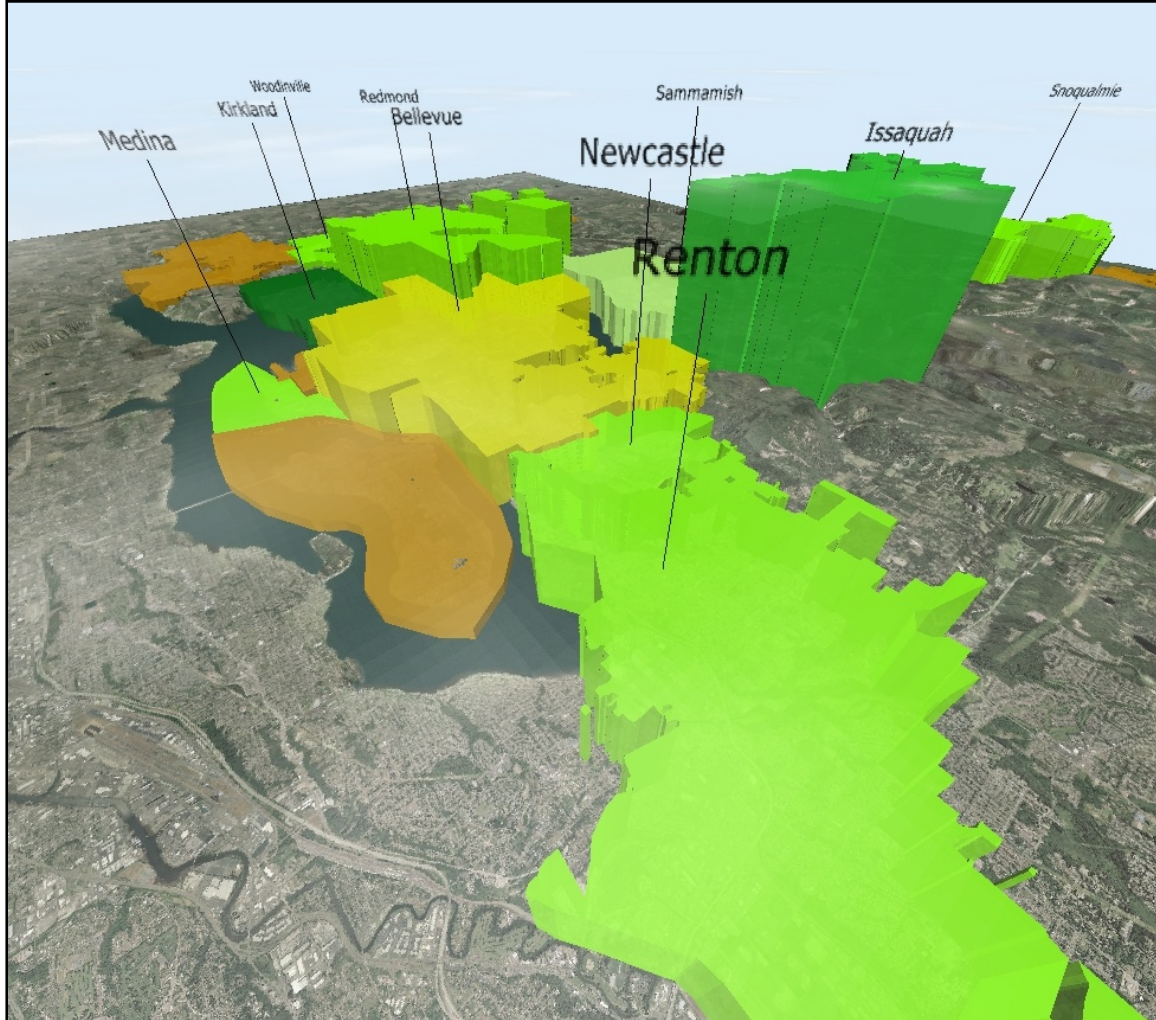 Woodinville
Kirkland
Redmond
Bellevue
Medina
Sammamish
Newcastle
Issaquah
Snoqualmie
Renton